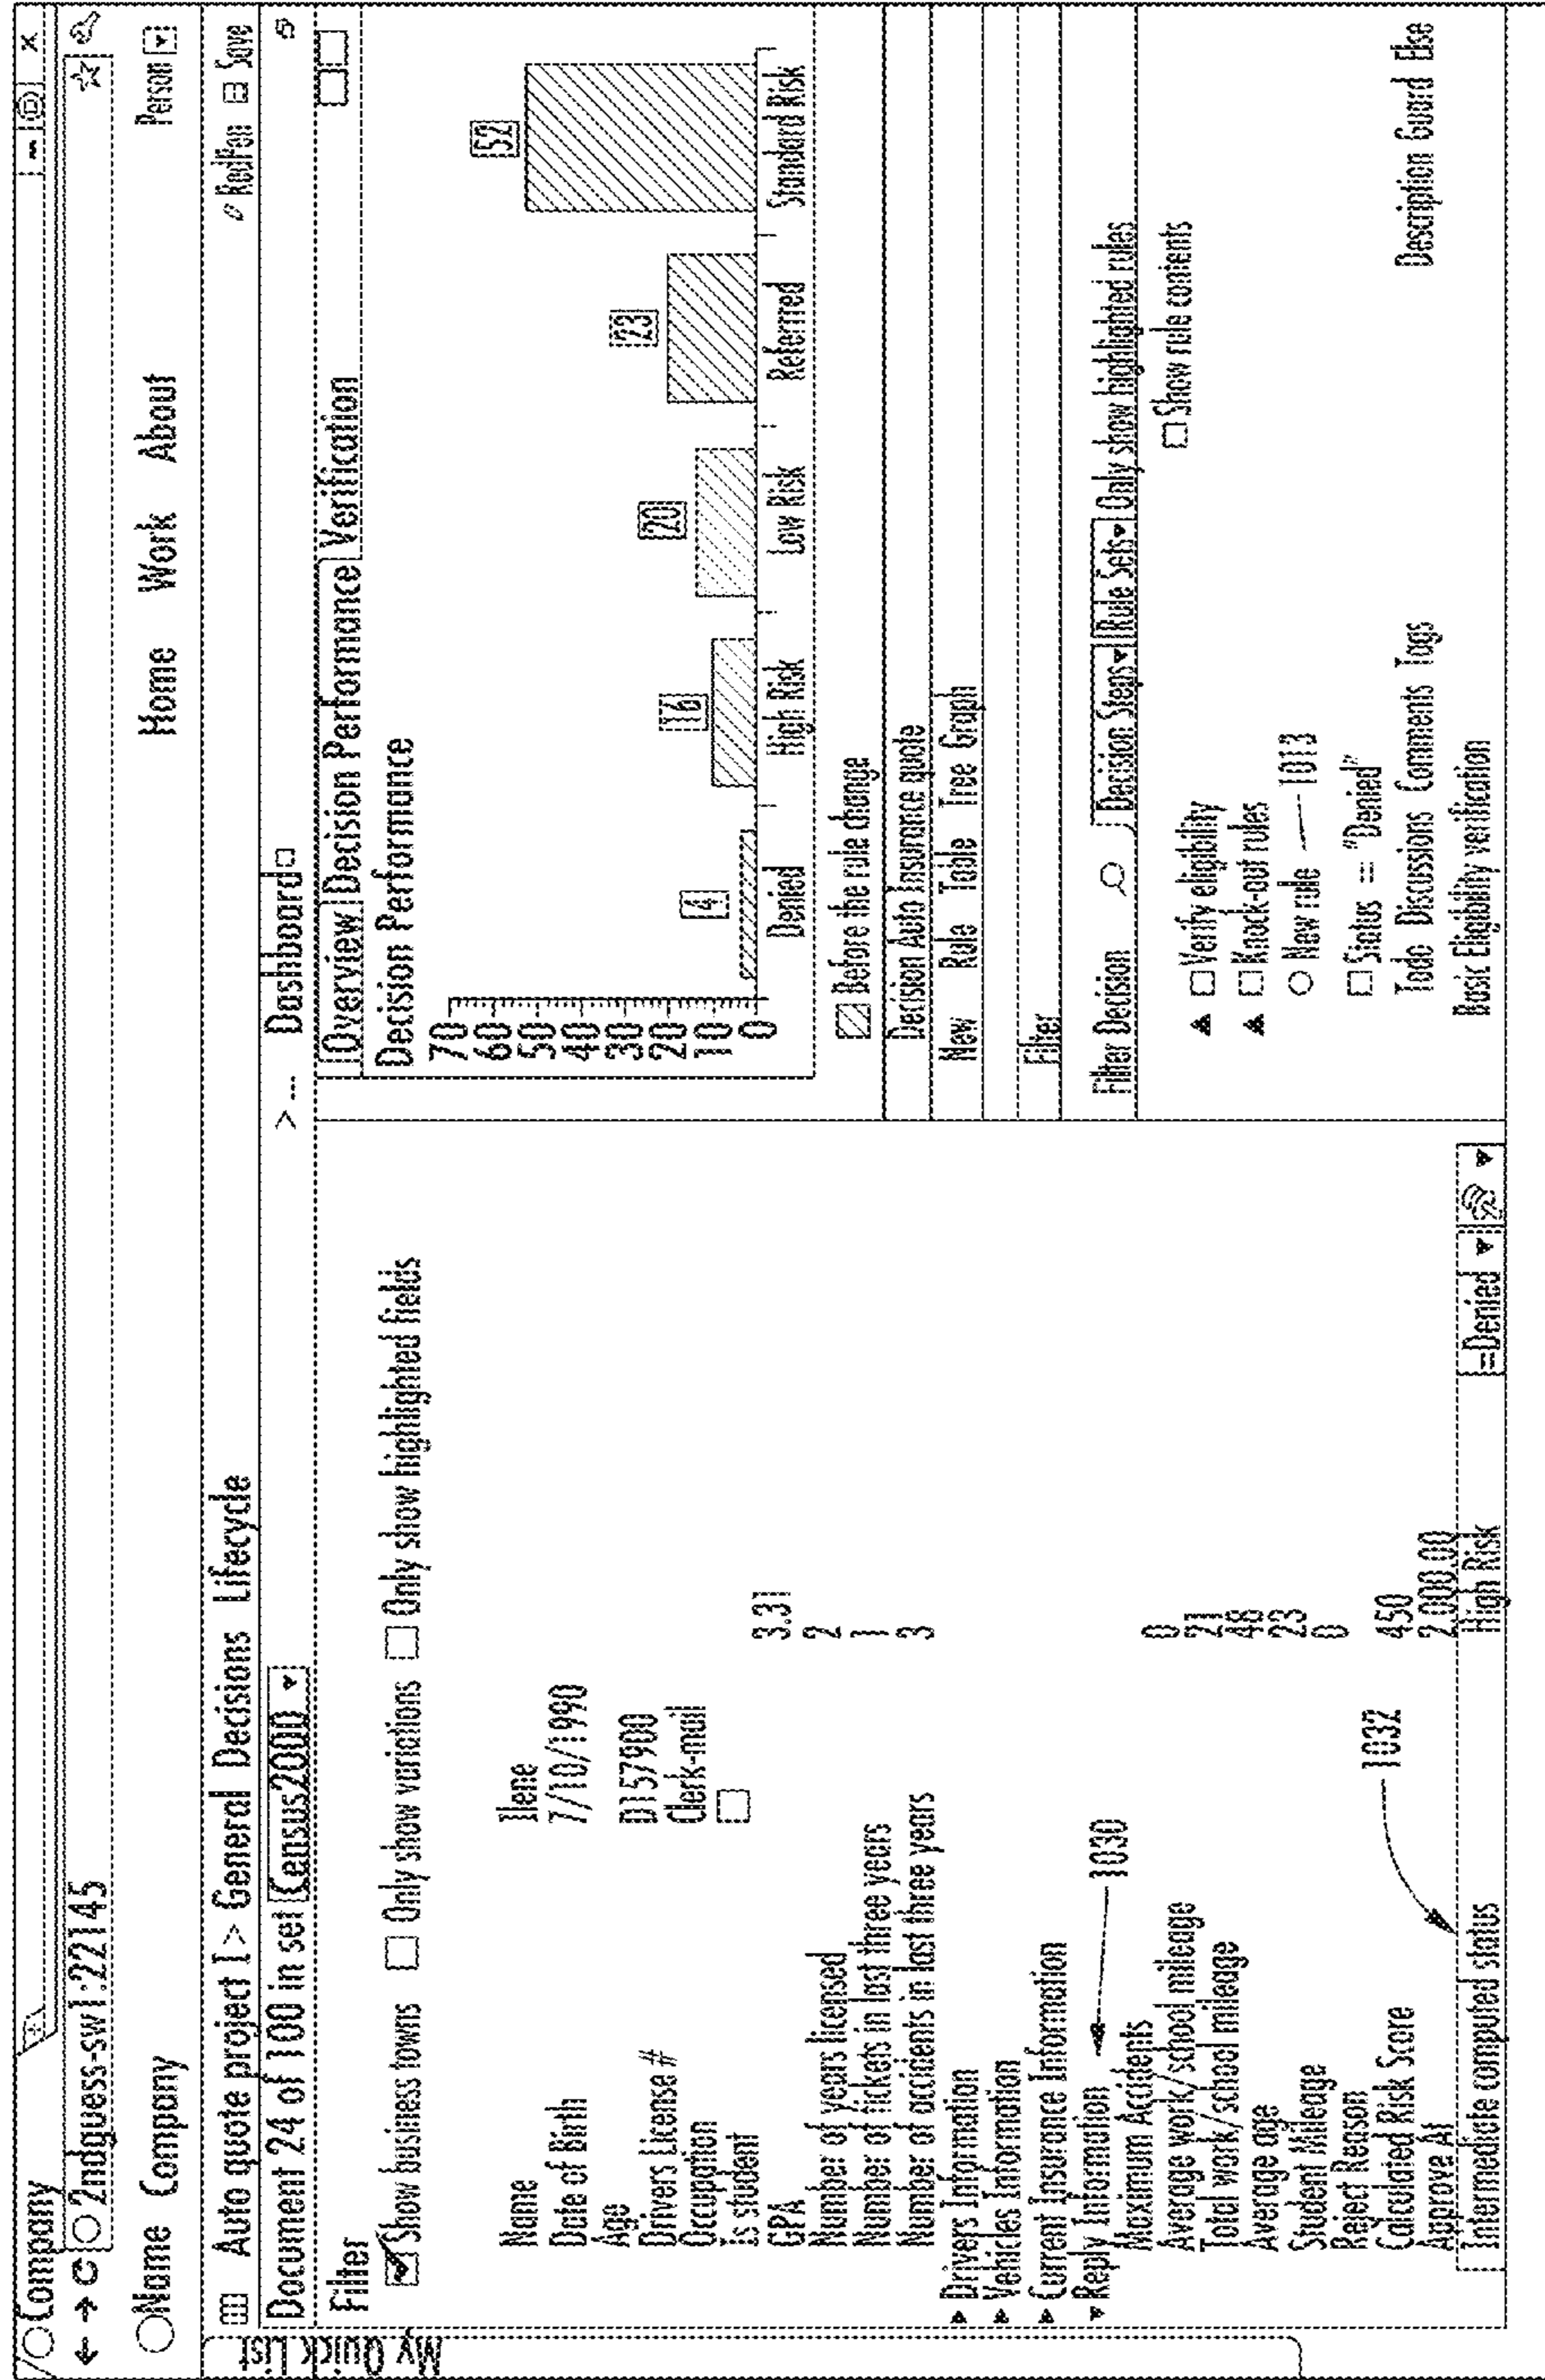 Company
2ndguess-sw1:22145
Name Company Home Work About Person
Auto quote project I > General Decisions Lifecycle RedPen Save
My Quick List
Document 24 of 100 in set Census2000
> ... Dashboard
Filter
Show business towns Only show variations Only show highlighted fields
Name Ilene
Date of Birth 7/10/1990
Age
Drivers License # D157900
Occupation Clerk-mail
Is student
GPA 3.31
Number of years licensed 2
Number of tickets in last three years 1
Number of accidents in last three years 3
Drivers Information
Vehicles Information
Current Insurance Information
Reply Information 1030
Maximum Accidents 0
Average work/school mileage 21
Total work/school mileage 48
Average age 23
Student Mileage 0
Reject Reason
Calculated Risk Score 450
Approve At 2,000.00
1032
Intermediate computed status High Risk =Denied
Overview Decision Performance Verification
Decision Performance
70
60
50
40
30
20
10
0
4 16 20 23 52
Denied High Risk Low Risk Referred Standard Risk
Before the rule change
Decision Auto Insurance quote
New Rule Table Tree Graph
Filter
Filter Decision Decision Steps Rule Sets Only show highlighted rules
Show rule contents
Verify eligibility
Knock-out rules
New rule 1013
Status == "Denied"
Todo Discussions Comments Tags Description Guard Else
Basic Eligibility verification